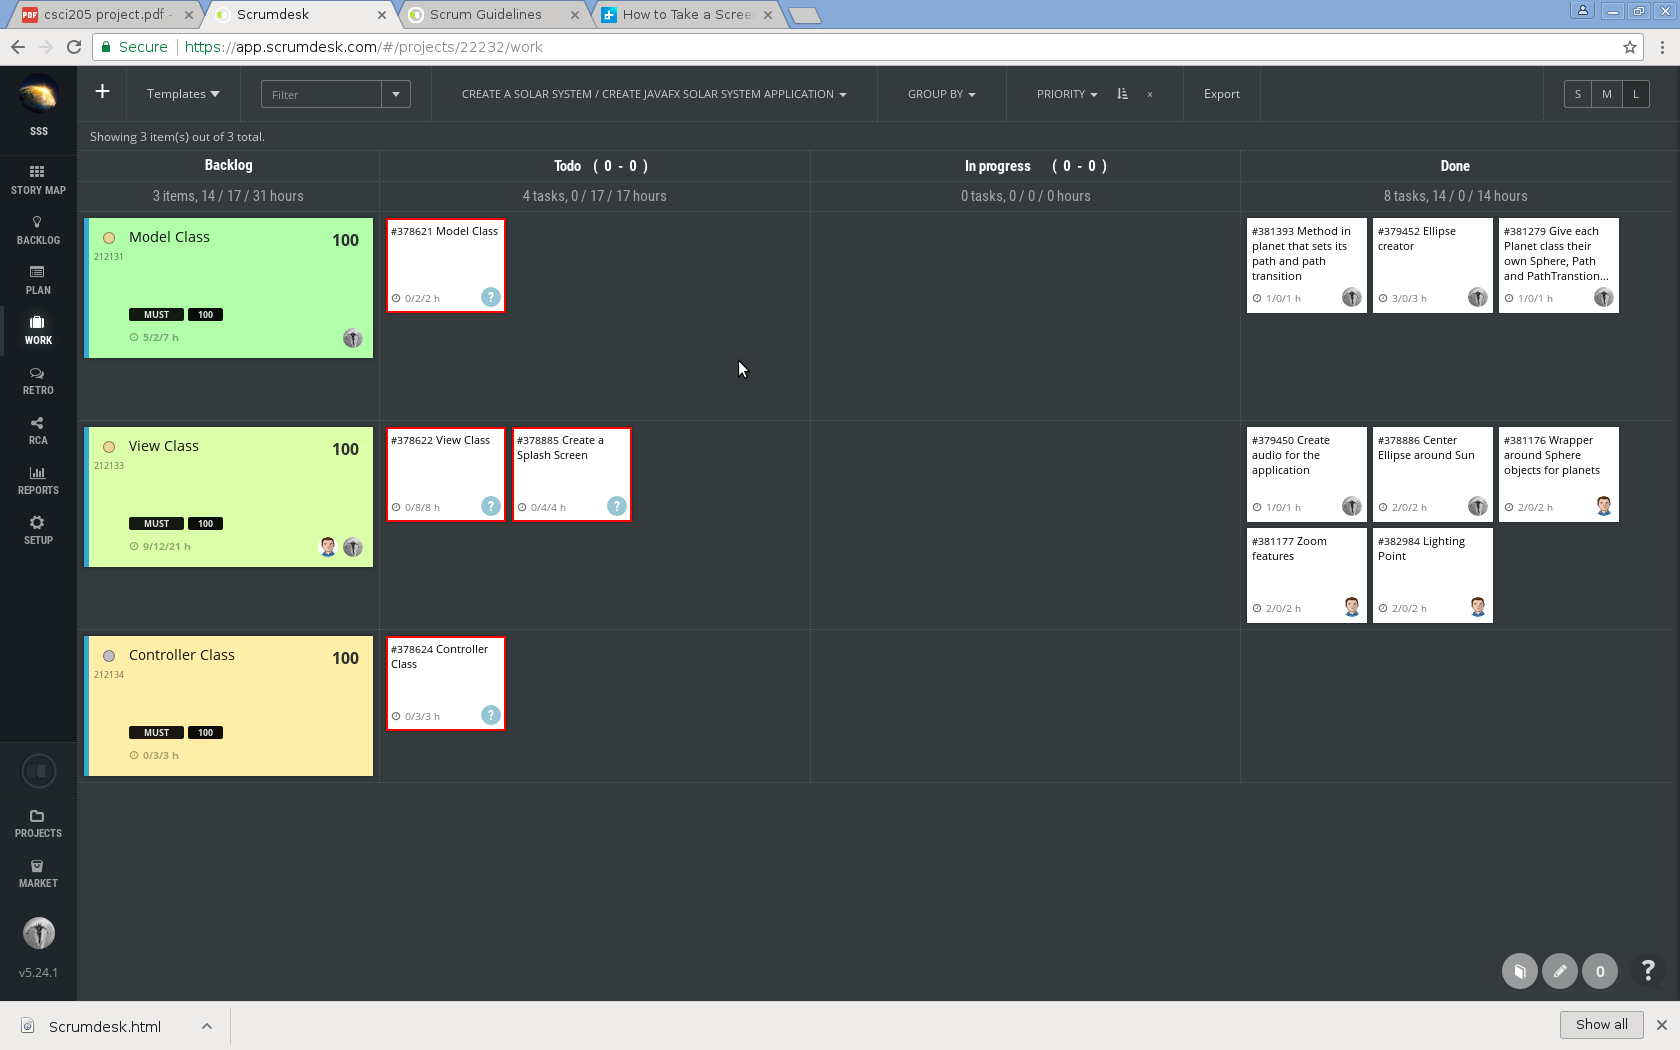 csci205 project.pdf -
Scrumdesk
Scrum Guidelines
How to Take a Scree
Secure
https://app.scrumdesk.com/#/projects/22232/work
SSS
STORY MAP
BACKLOG
PLAN
WORK
RETRO
RCA
REPORTS
SETUP
PROJECTS
MARKET
v5.24.1
+ Templates
Filter
CREATE A SOLAR SYSTEM / CREATE JAVAFX SOLAR SYSTEM APPLICATION
GROUP BY
PRIORITY
×
Export
S M L
Showing 3 item(s) out of 3 total.
Backlog
Todo ( 0 - 0 )
In progress ( 0 - 0 )
Done
3 items, 14 / 17 / 31 hours
4 tasks, 0 / 17 / 17 hours
0 tasks, 0 / 0 / 0 hours
8 tasks, 14 / 0 / 14 hours
Model Class 100
212131
MUST 100
5/2/7 h
#378621 Model Class
0/2/2 h
?
#381393 Method in
planet that sets its
path and path
transition
1/0/1 h
#379452 Ellipse
creator
3/0/3 h
#381279 Give each
Planet class their
own Sphere, Path
and PathTranstion...
1/0/1 h
View Class 100
212133
MUST 100
9/12/21 h
#378622 View Class
0/8/8 h
?
#378885 Create a
Splash Screen
0/4/4 h
?
#379450 Create
audio for the
application
1/0/1 h
#378886 Center
Ellipse around Sun
2/0/2 h
#381176 Wrapper
around Sphere
objects for planets
2/0/2 h
#381177 Zoom
features
2/0/2 h
#382984 Lighting
Point
2/0/2 h
Controller Class 100
212134
MUST 100
0/3/3 h
#378624 Controller
Class
0/3/3 h
?
0
?
Scrumdesk.html
Show all